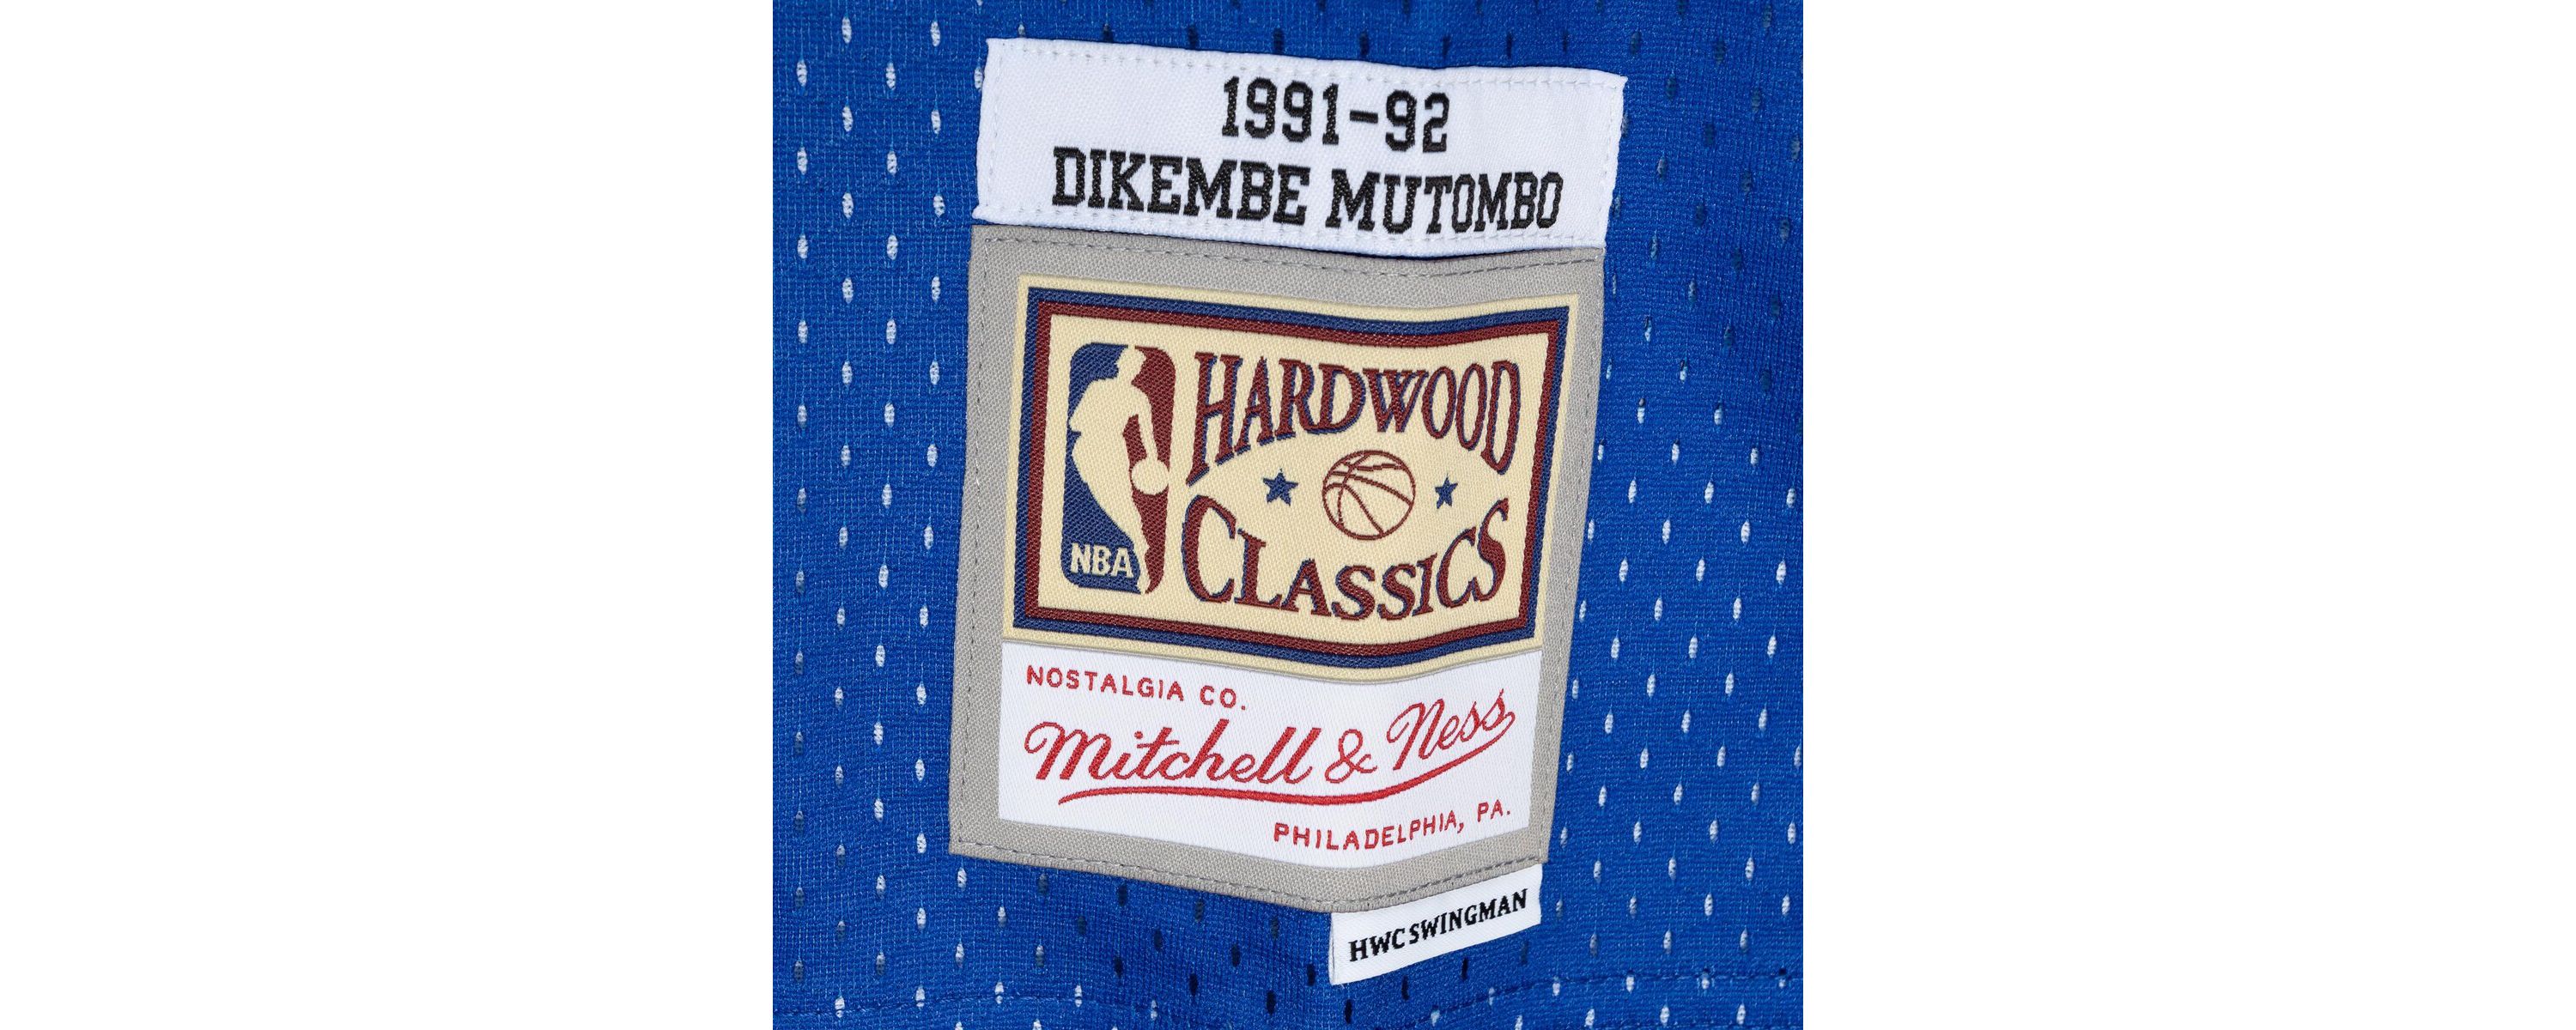 1991-92
DIKEMBE MUTOMBO
HARDWOOD
CLASSICS
NBA
NOSTALGIA CO.
Mitchell & Ness
PHILADELPHIA, PA.
HWC SWINGMAN